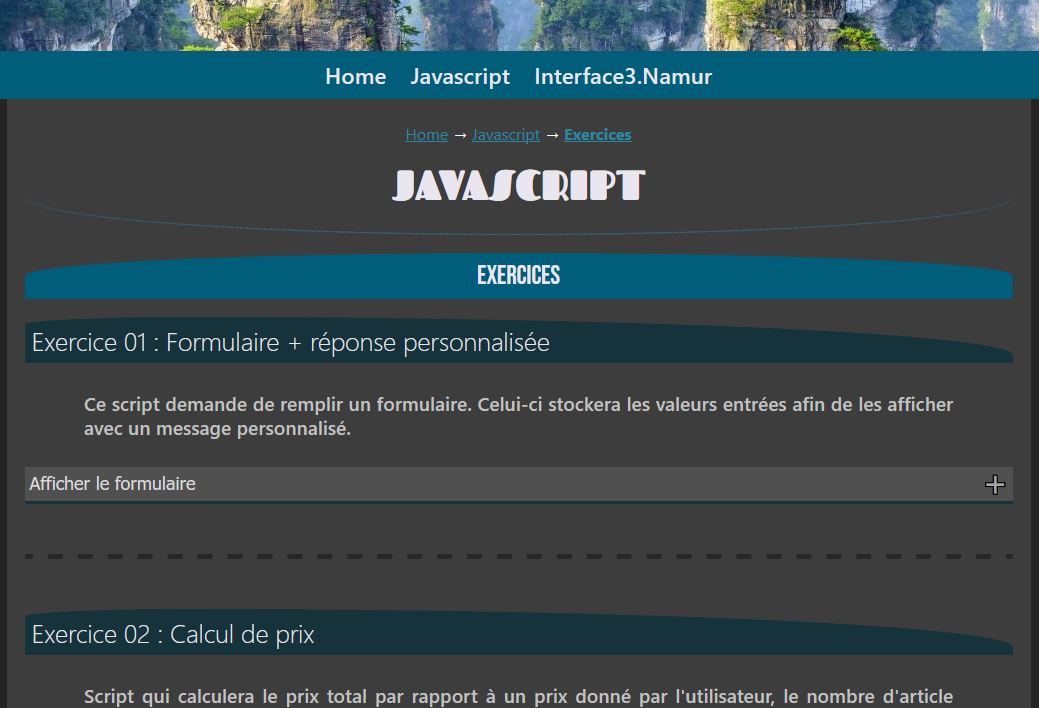 Home Javascript Interface3.Namur
Home → Javascript → Exercices
JAVASCRIPT
EXERCICES
Exercice 01 : Formulaire + réponse personnalisée
Ce script demande de remplir un formulaire. Celui-ci stockera les valeurs entrées afin de les afficher
avec un message personnalisé.
Afficher le formulaire
Exercice 02 : Calcul de prix
Script qui calculera le prix total par rapport à un prix donné par l'utilisateur, le nombre d'article